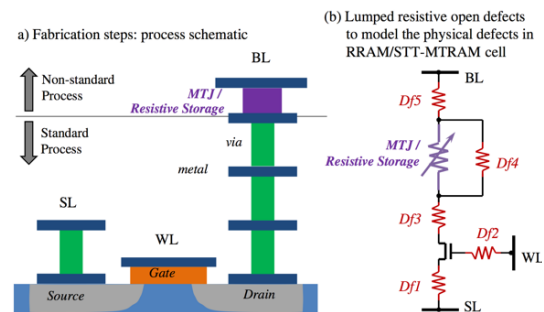 a) Fabrication steps: process schematic
Non-standard
Process
Standard
Process
BL
MTJ /
Resistive Storage
via
metal
SL
WL
Gate
Source
Drain
(b) Lumped resistive open defects
to model the physical defects in
RRAM/STT-MTRAM cell
BL
Df5
MTJ /
Resistive Storage
Df4
Df3
Df2
WL
Df1
SL